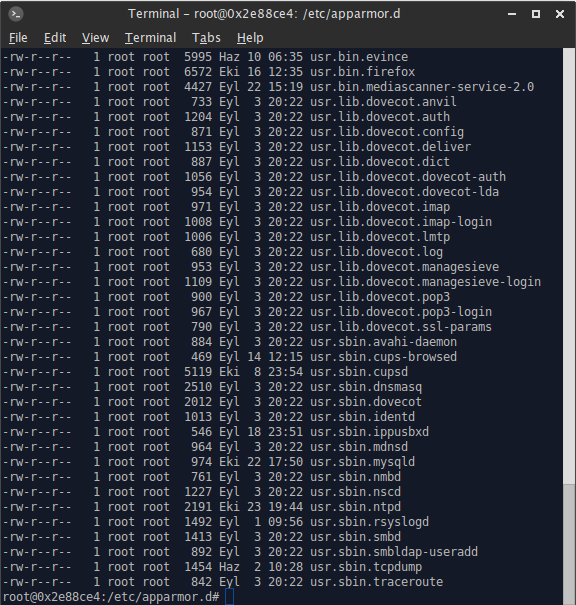 Terminal – root@0x2e88ce4: /etc/apparmor.d
File Edit View Terminal Tabs Help
-rw-r--r-- 1 root root 5995 Haz 10 06:35 usr.bin.evince
-rw-r--r-- 1 root root 6572 Eki 16 12:35 usr.bin.firefox
-rw-r--r-- 1 root root 4427 Eyl 22 15:19 usr.bin.mediascanner-service-2.0
-rw-r--r-- 1 root root 733 Eyl 3 20:22 usr.lib.dovecot.anvil
-rw-r--r-- 1 root root 1204 Eyl 3 20:22 usr.lib.dovecot.auth
-rw-r--r-- 1 root root 871 Eyl 3 20:22 usr.lib.dovecot.config
-rw-r--r-- 1 root root 1153 Eyl 3 20:22 usr.lib.dovecot.deliver
-rw-r--r-- 1 root root 887 Eyl 3 20:22 usr.lib.dovecot.dict
-rw-r--r-- 1 root root 1056 Eyl 3 20:22 usr.lib.dovecot.dovecot-auth
-rw-r--r-- 1 root root 954 Eyl 3 20:22 usr.lib.dovecot.dovecot-lda
-rw-r--r-- 1 root root 971 Eyl 3 20:22 usr.lib.dovecot.imap
-rw-r--r-- 1 root root 1008 Eyl 3 20:22 usr.lib.dovecot.imap-login
-rw-r--r-- 1 root root 1006 Eyl 3 20:22 usr.lib.dovecot.lmtp
-rw-r--r-- 1 root root 680 Eyl 3 20:22 usr.lib.dovecot.log
-rw-r--r-- 1 root root 953 Eyl 3 20:22 usr.lib.dovecot.managesieve
-rw-r--r-- 1 root root 1109 Eyl 3 20:22 usr.lib.dovecot.managesieve-login
-rw-r--r-- 1 root root 900 Eyl 3 20:22 usr.lib.dovecot.pop3
-rw-r--r-- 1 root root 967 Eyl 3 20:22 usr.lib.dovecot.pop3-login
-rw-r--r-- 1 root root 790 Eyl 3 20:22 usr.lib.dovecot.ssl-params
-rw-r--r-- 1 root root 884 Eyl 3 20:22 usr.sbin.avahi-daemon
-rw-r--r-- 1 root root 469 Eyl 14 12:15 usr.sbin.cups-browsed
-rw-r--r-- 1 root root 5119 Eki 8 23:54 usr.sbin.cupsd
-rw-r--r-- 1 root root 2510 Eyl 3 20:22 usr.sbin.dnsmasq
-rw-r--r-- 1 root root 2012 Eyl 3 20:22 usr.sbin.dovecot
-rw-r--r-- 1 root root 1013 Eyl 3 20:22 usr.sbin.identd
-rw-r--r-- 1 root root 546 Eyl 18 23:51 usr.sbin.ippusbxd
-rw-r--r-- 1 root root 964 Eyl 3 20:22 usr.sbin.mdnsd
-rw-r--r-- 1 root root 974 Eki 22 17:50 usr.sbin.mysqld
-rw-r--r-- 1 root root 761 Eyl 3 20:22 usr.sbin.nmbd
-rw-r--r-- 1 root root 1227 Eyl 3 20:22 usr.sbin.nscd
-rw-r--r-- 1 root root 2191 Eki 23 19:44 usr.sbin.ntpd
-rw-r--r-- 1 root root 1492 Eyl 1 09:56 usr.sbin.rsyslogd
-rw-r--r-- 1 root root 1413 Eyl 3 20:22 usr.sbin.smbd
-rw-r--r-- 1 root root 892 Eyl 3 20:22 usr.sbin.smbldap-useradd
-rw-r--r-- 1 root root 1454 Haz 2 10:28 usr.sbin.tcpdump
-rw-r--r-- 1 root root 842 Eyl 3 20:22 usr.sbin.traceroute
root@0x2e88ce4:/etc/apparmor.d#